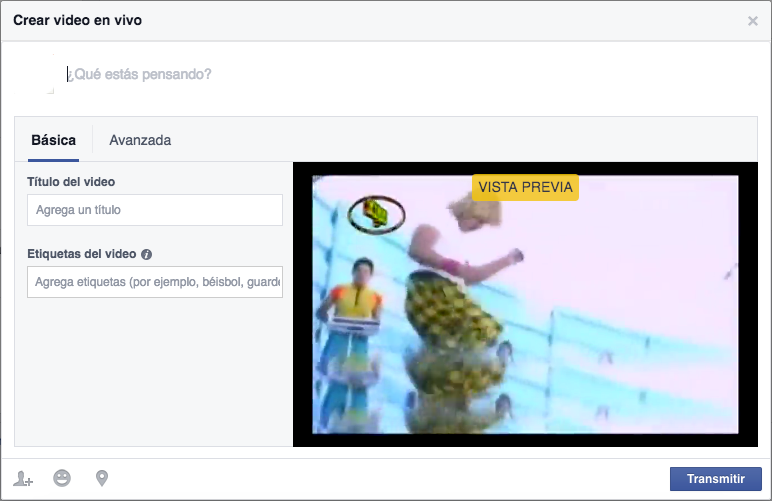 Crear video en vivo
¿Qué estás pensando?
Básica
Avanzada
Título del video
Agrega un título
Etiquetas del video
Agrega etiquetas (por ejemplo, béisbol, guarde
VISTA PREVIA
Transmitir